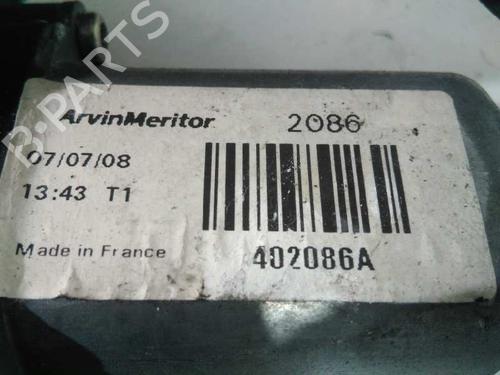 B-PARTS
ArvinMeritor 2086
07/07/08
13:43 T1
Made in France 402086A